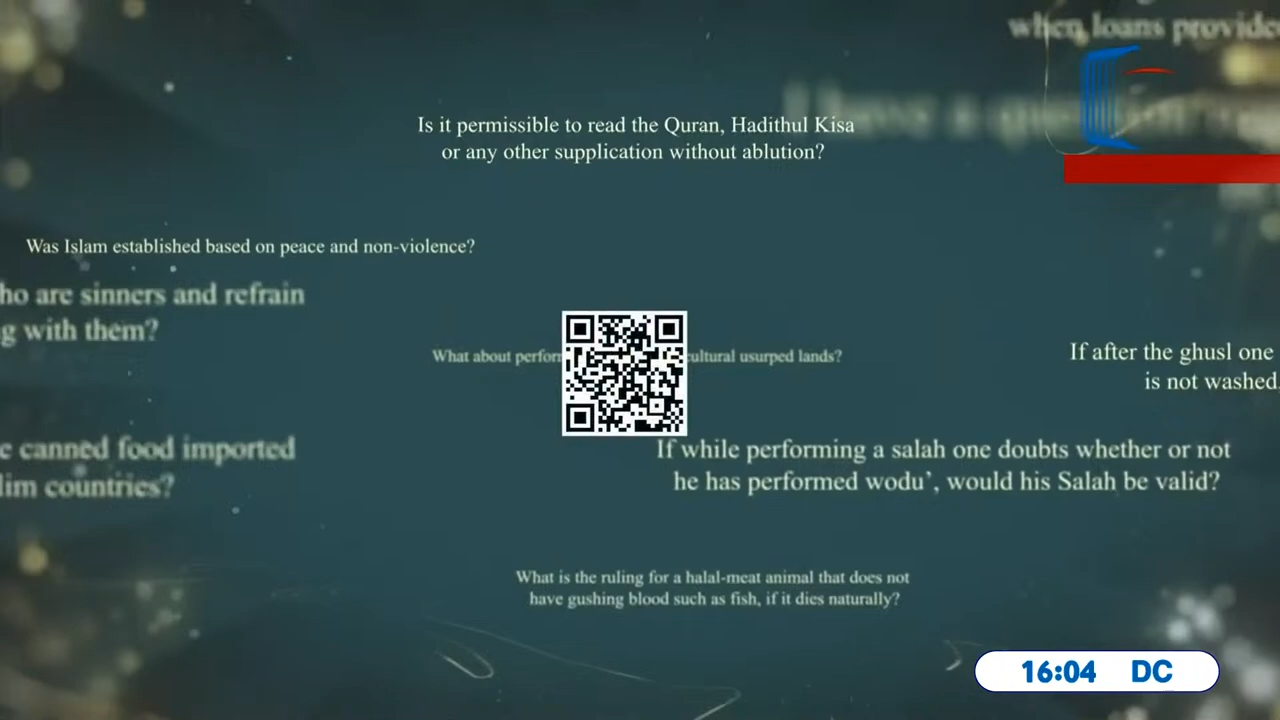 when loans provide
I have a question
Is it permissible to read the Quran, Hadithul Kisa
or any other supplication without ablution?
Was Islam established based on peace and non-violence?
ho are sinners and refrain
g with them?
What about perfor
cultural usurped lands?
If after the ghusl one
is not washed
canned food imported
lim countries?
If while performing a salah one doubts whether or not
he has performed wodu’, would his Salah be valid?
What is the ruling for a halal-meat animal that does not
have gushing blood such as fish, if it dies naturally?
16:04 DC